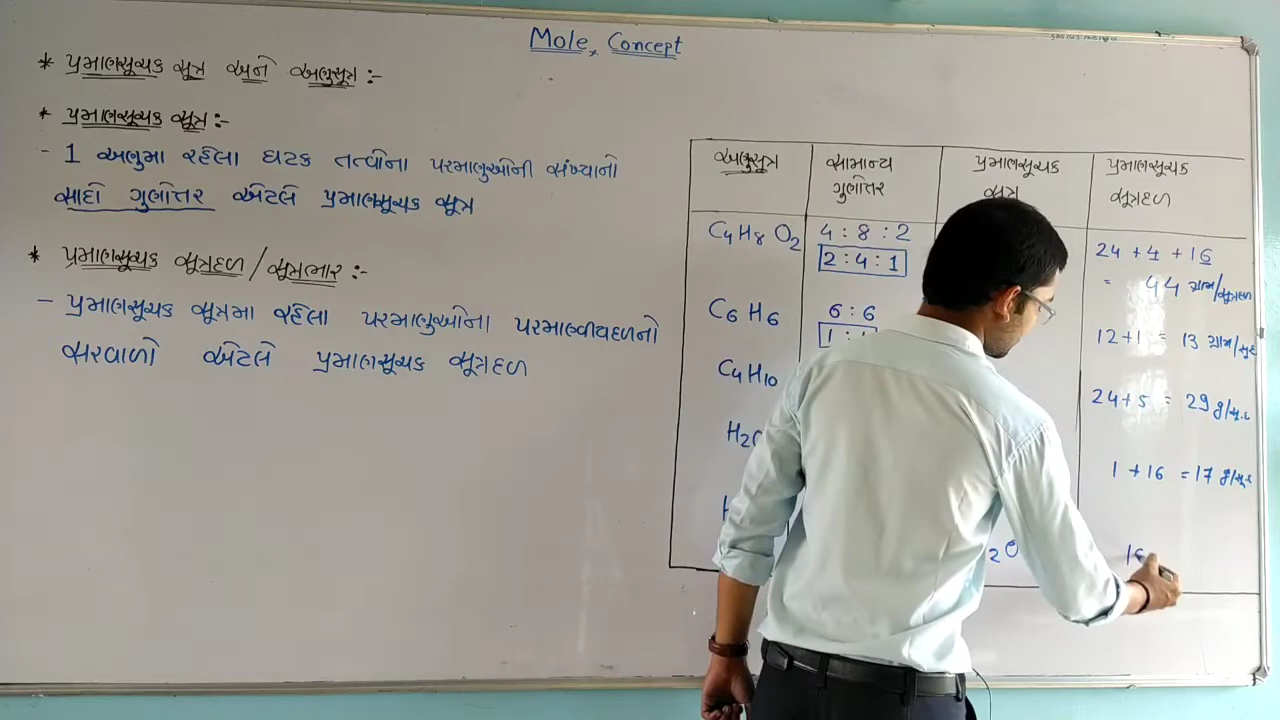 Mole Concept
* પ્રમાણસૂચક સૂત્ર અને અણુસૂત્ર :-
* પ્રમાણસૂચક સૂત્ર :-
- 1 અણુમા રહેલા ઘટક તત્વોના પરમાણુઓની સંખ્યાનો
સાદો ગુણોત્તર એટલે પ્રમાણસૂચક સૂત્ર
* પ્રમાણસૂચક સૂત્રદળ / સૂત્રભાર :-
- પ્રમાણસૂચક સૂત્રમા રહેલા પરમાણુઓના પરમાણ્વીયદળનો
સરવાળો એટલે પ્રમાણસૂચક સૂત્રદળ
અણુસૂત્ર
સામાન્ય
ગુણોત્તર
પ્રમાણસૂચક
સૂત્ર
પ્રમાણસૂચક
સૂત્રદળ
C4H8O2
4 : 8 : 2
2 : 4 : 1
24 + 4 + 16
= 44 ગ્રામ/સૂત્રદળ
C6H6
6 : 6
1 :
12+1 = 13 ગ્રામ/સૂ.દ
C4H10
24+5 = 29 g/સૂ.દ
H2
1 + 16 = 17 g/સૂ.દ
H
2O